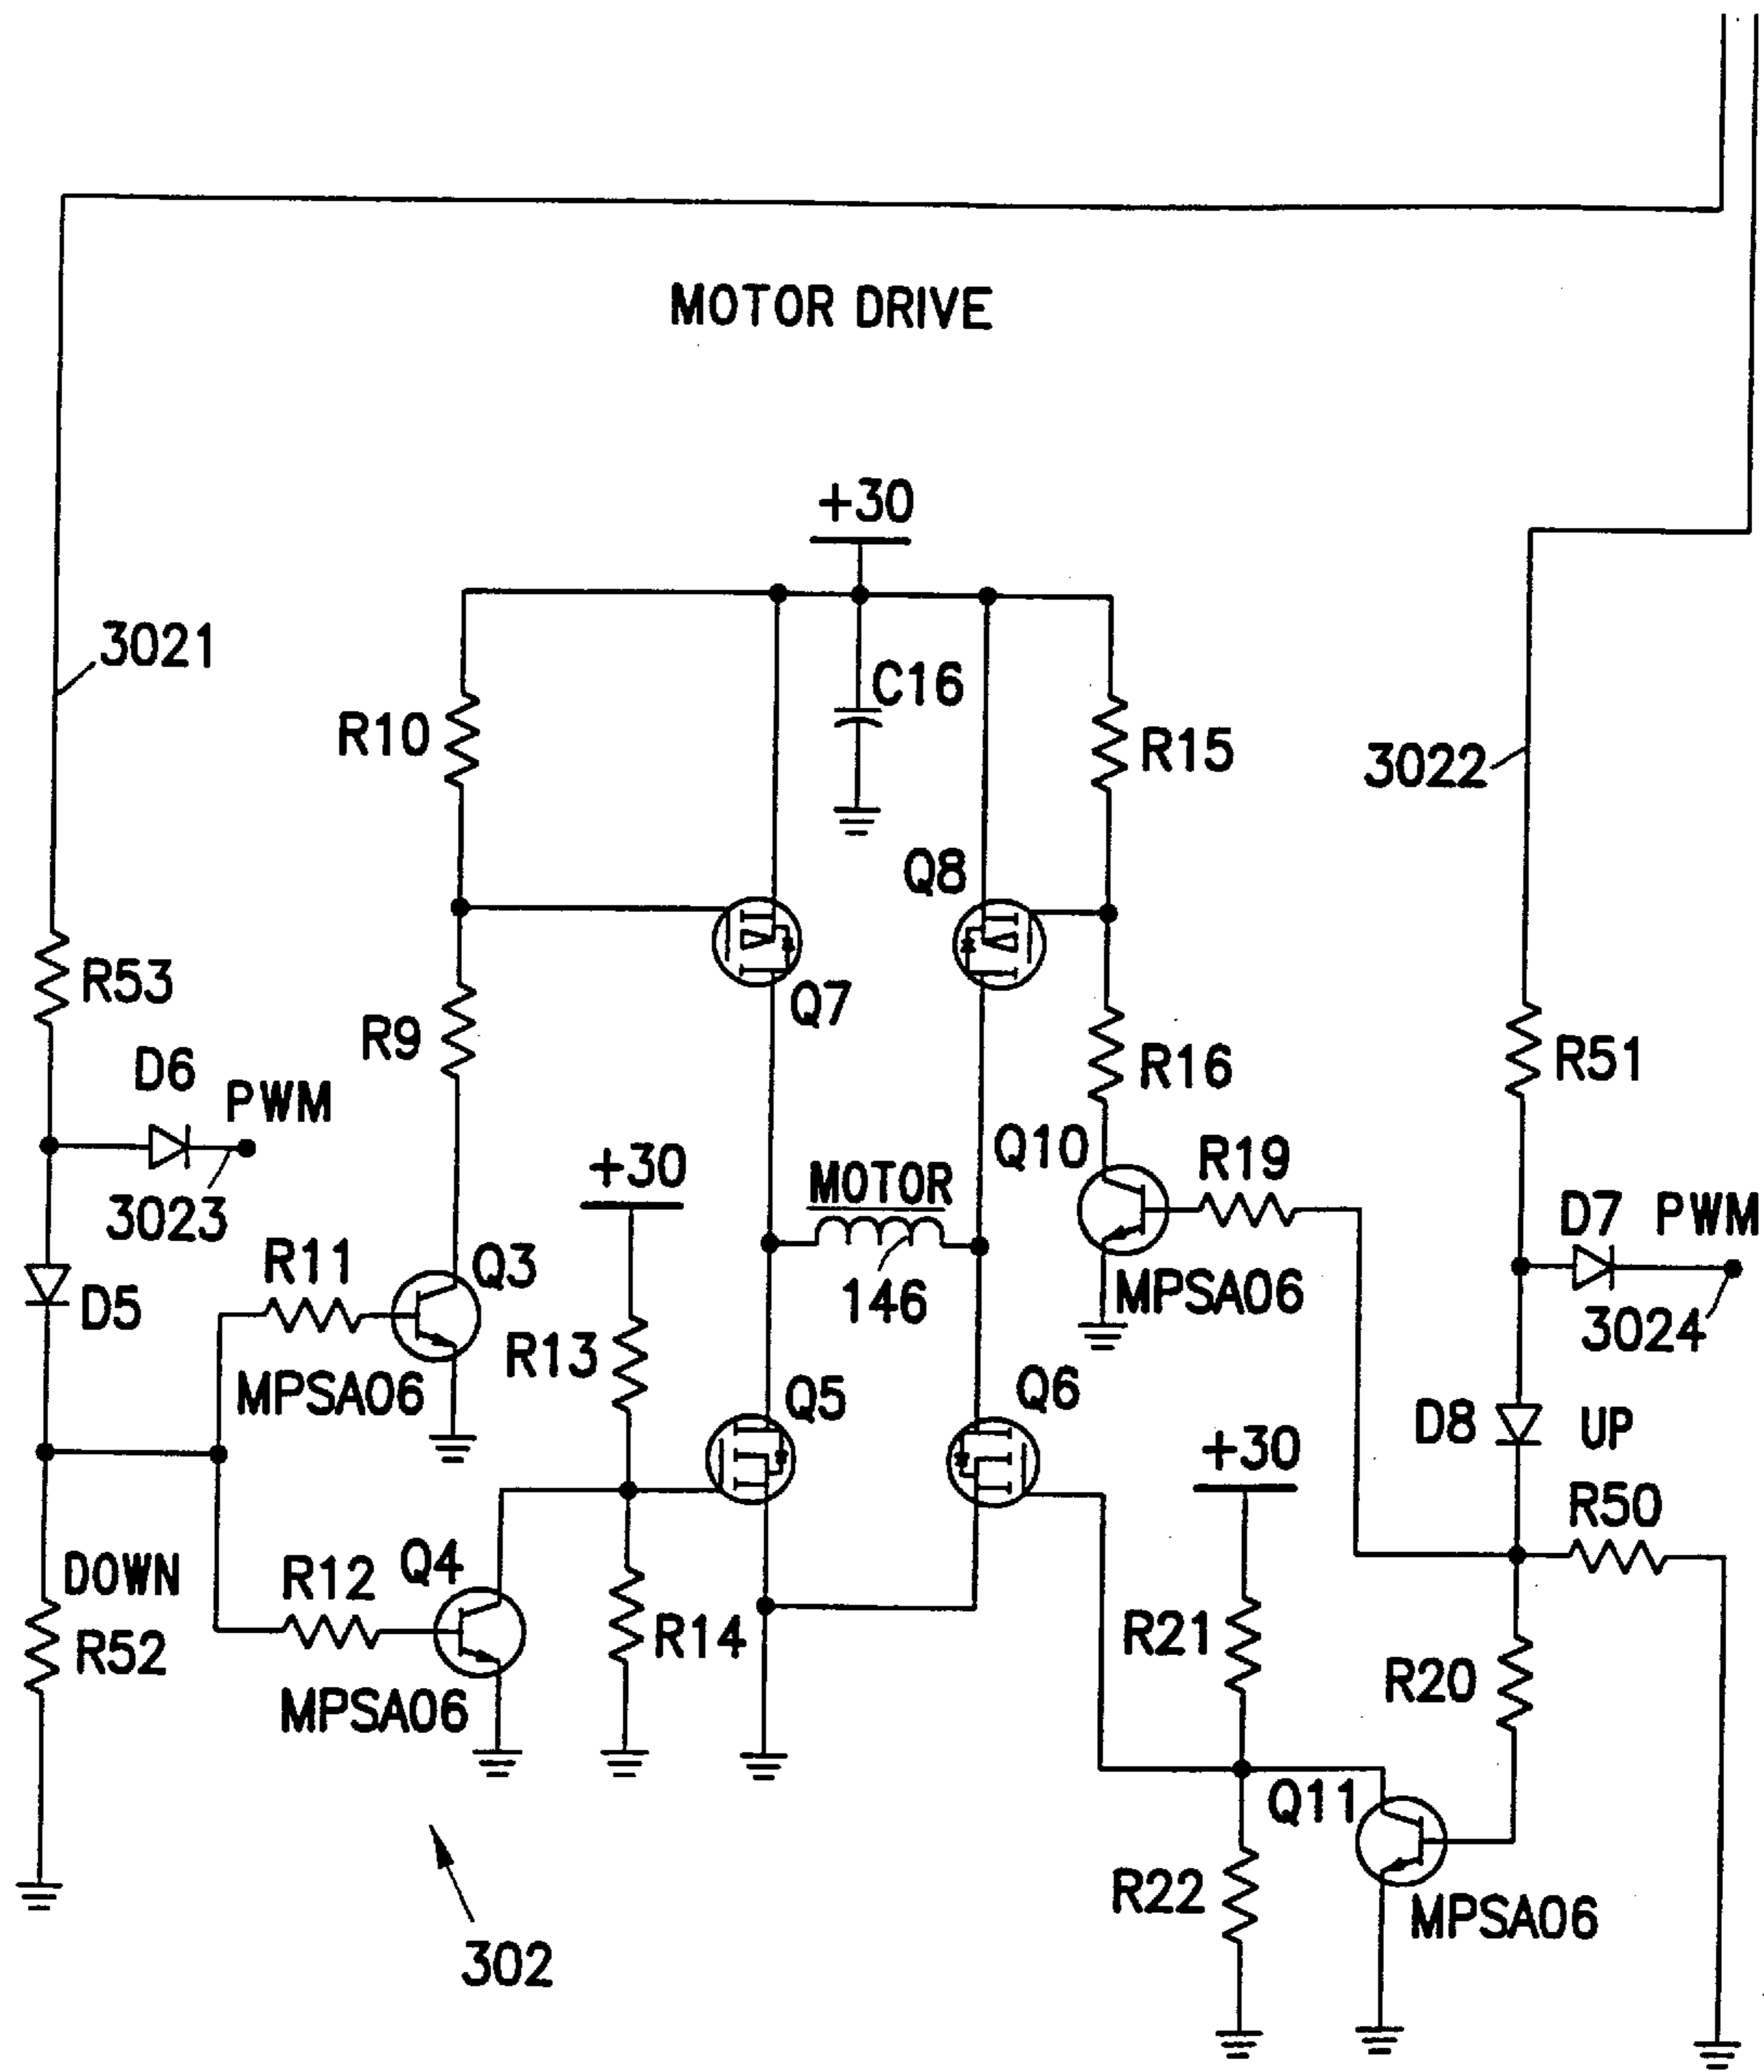 MOTOR DRIVE
+30
3021
C16
R10
R15
3022
Q8
R53
Q7
R9
R16
R51
D6
PWM
Q10
R19
+30
MOTOR
3023
D7 PWM
R11
Q3
D5
146
MPSA06
3024
R13
MPSA06
Q5
Q6
D8
UP
+30
R50
DOWN
R12
Q4
R52
R14
R21
R20
MPSA06
Q11
R22
MPSA06
302